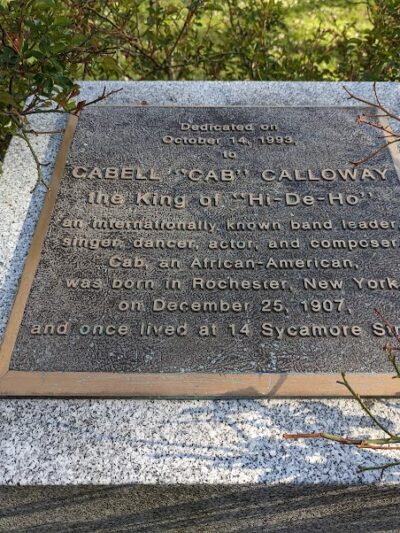 Dedicated on
October 14, 1993,
to
CABELL "CAB" CALLOWAY
the King of "Hi-De-Ho"
an internationally known band leader,
singer, dancer, actor, and composer.
Cab, an African-American,
was born in Rochester, New York
on December 25, 1907,
and once lived at 14 Sycamore